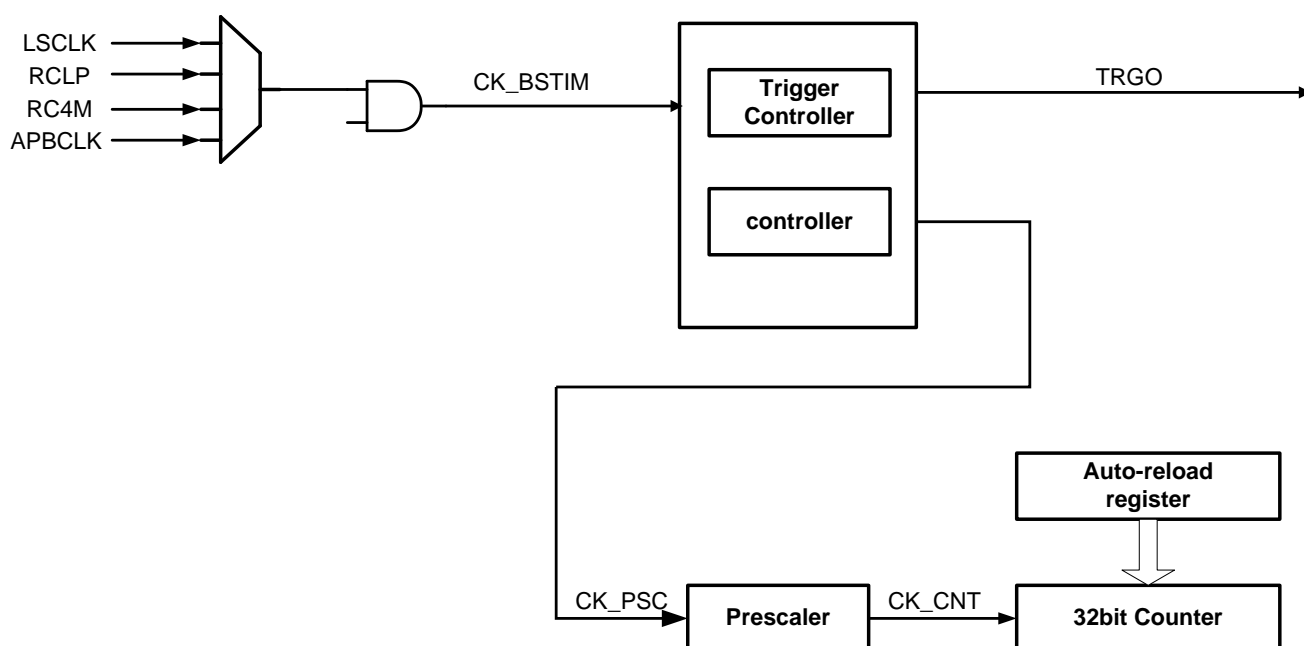 LSCLK
RCLP
RC4M
APBCLK
CK_BSTIM
Trigger
Controller
controller
TRGO
Auto-reload
register
CK_PSC
Prescaler
CK_CNT
32bit Counter